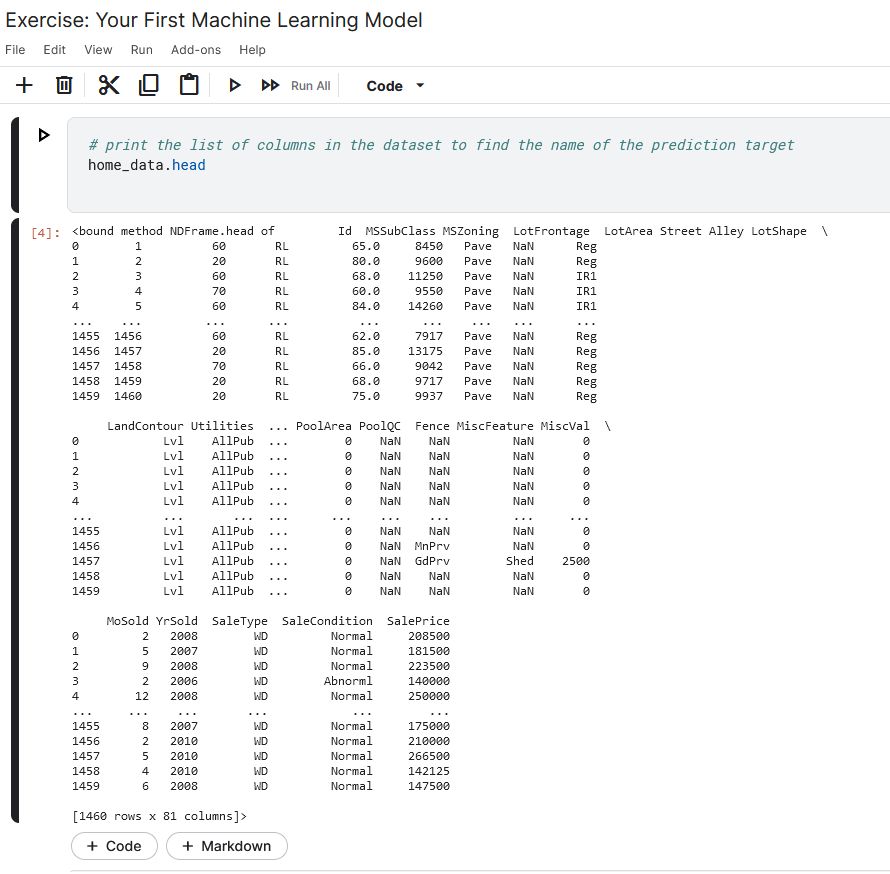 Exercise: Your First Machine Learning Model
File Edit View Run Add-ons Help
Run All Code
# print the list of columns in the dataset to find the name of the prediction target
home_data.head
[4]: <bound method NDFrame.head of Id MSSubClass MSZoning LotFrontage LotArea Street Alley LotShape \
0 1 60 RL 65.0 8450 Pave NaN Reg
1 2 20 RL 80.0 9600 Pave NaN Reg
2 3 60 RL 68.0 11250 Pave NaN IR1
3 4 70 RL 60.0 9550 Pave NaN IR1
4 5 60 RL 84.0 14260 Pave NaN IR1
... ... ... ... ... ... ... ... ...
1455 1456 60 RL 62.0 7917 Pave NaN Reg
1456 1457 20 RL 85.0 13175 Pave NaN Reg
1457 1458 70 RL 66.0 9042 Pave NaN Reg
1458 1459 20 RL 68.0 9717 Pave NaN Reg
1459 1460 20 RL 75.0 9937 Pave NaN Reg
LandContour Utilities ... PoolArea PoolQC Fence MiscFeature MiscVal \
0 Lvl AllPub ... 0 NaN NaN NaN 0
1 Lvl AllPub ... 0 NaN NaN NaN 0
2 Lvl AllPub ... 0 NaN NaN NaN 0
3 Lvl AllPub ... 0 NaN NaN NaN 0
4 Lvl AllPub ... 0 NaN NaN NaN 0
... ... ... ... ... ... ... ... ...
1455 Lvl AllPub ... 0 NaN NaN NaN 0
1456 Lvl AllPub ... 0 NaN MnPrv NaN 0
1457 Lvl AllPub ... 0 NaN GdPrv Shed 2500
1458 Lvl AllPub ... 0 NaN NaN NaN 0
1459 Lvl AllPub ... 0 NaN NaN NaN 0
MoSold YrSold SaleType SaleCondition SalePrice
0 2 2008 WD Normal 208500
1 5 2007 WD Normal 181500
2 9 2008 WD Normal 223500
3 2 2006 WD Abnorml 140000
4 12 2008 WD Normal 250000
... ... ... ... ... ...
1455 8 2007 WD Normal 175000
1456 2 2010 WD Normal 210000
1457 5 2010 WD Normal 266500
1458 4 2010 WD Normal 142125
1459 6 2008 WD Normal 147500
[1460 rows x 81 columns]>
+ Code + Markdown